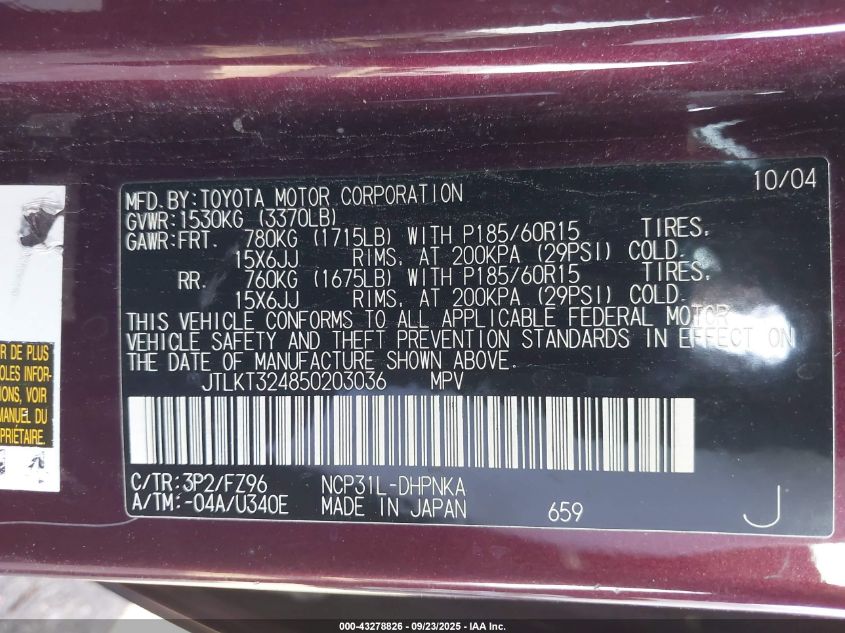 10/04
MFD.BY:TOYOTA MOTOR CORPORATION
GVWR:1530KG (3370LB)
GAWR:FRT. 780KG (1715LB) WITH P185/60R15 TIRES,
15X6JJ RIMS, AT 200KPA (29PSI) COLD.
RR. 760KG (1675LB) WITH P185/60R15 TIRES,
15X6JJ RIMS, AT 200KPA (29PSI) COLD.
THIS VEHICLE CONFORMS TO ALL APPLICABLE FEDERAL MOTOR
VEHICLE SAFETY AND THEFT PREVENTION STANDARDS IN EFFECT ON
THE DATE OF MANUFACTURE SHOWN ABOVE.
JTLKT324850203036 MPV
C/TR:3P2/FZ96 NCP31L-DHPNKA
A/TM:-04A/U340E MADE IN JAPAN 659 J
R DE PLUS
OLES INFOR-
IONS, VOIR
MANUEL DU
PRIÉTAIRE.
000-43278826 - 09/23/2025 - IAA Inc.